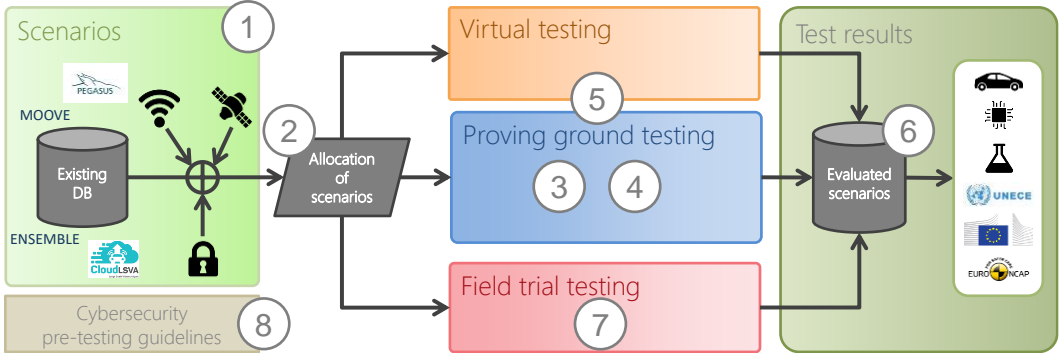 Scenarios
1
PEGASUS
MOOVE
Existing
DB
ENSEMBLE
CloudLSVA
2
Allocation
of
scenarios
Virtual testing
5
Proving ground testing
3
4
Field trial testing
7
Test results
6
Evaluated
scenarios
UNECE
EURO NCAP
Cybersecurity
pre-testing guidelines
8